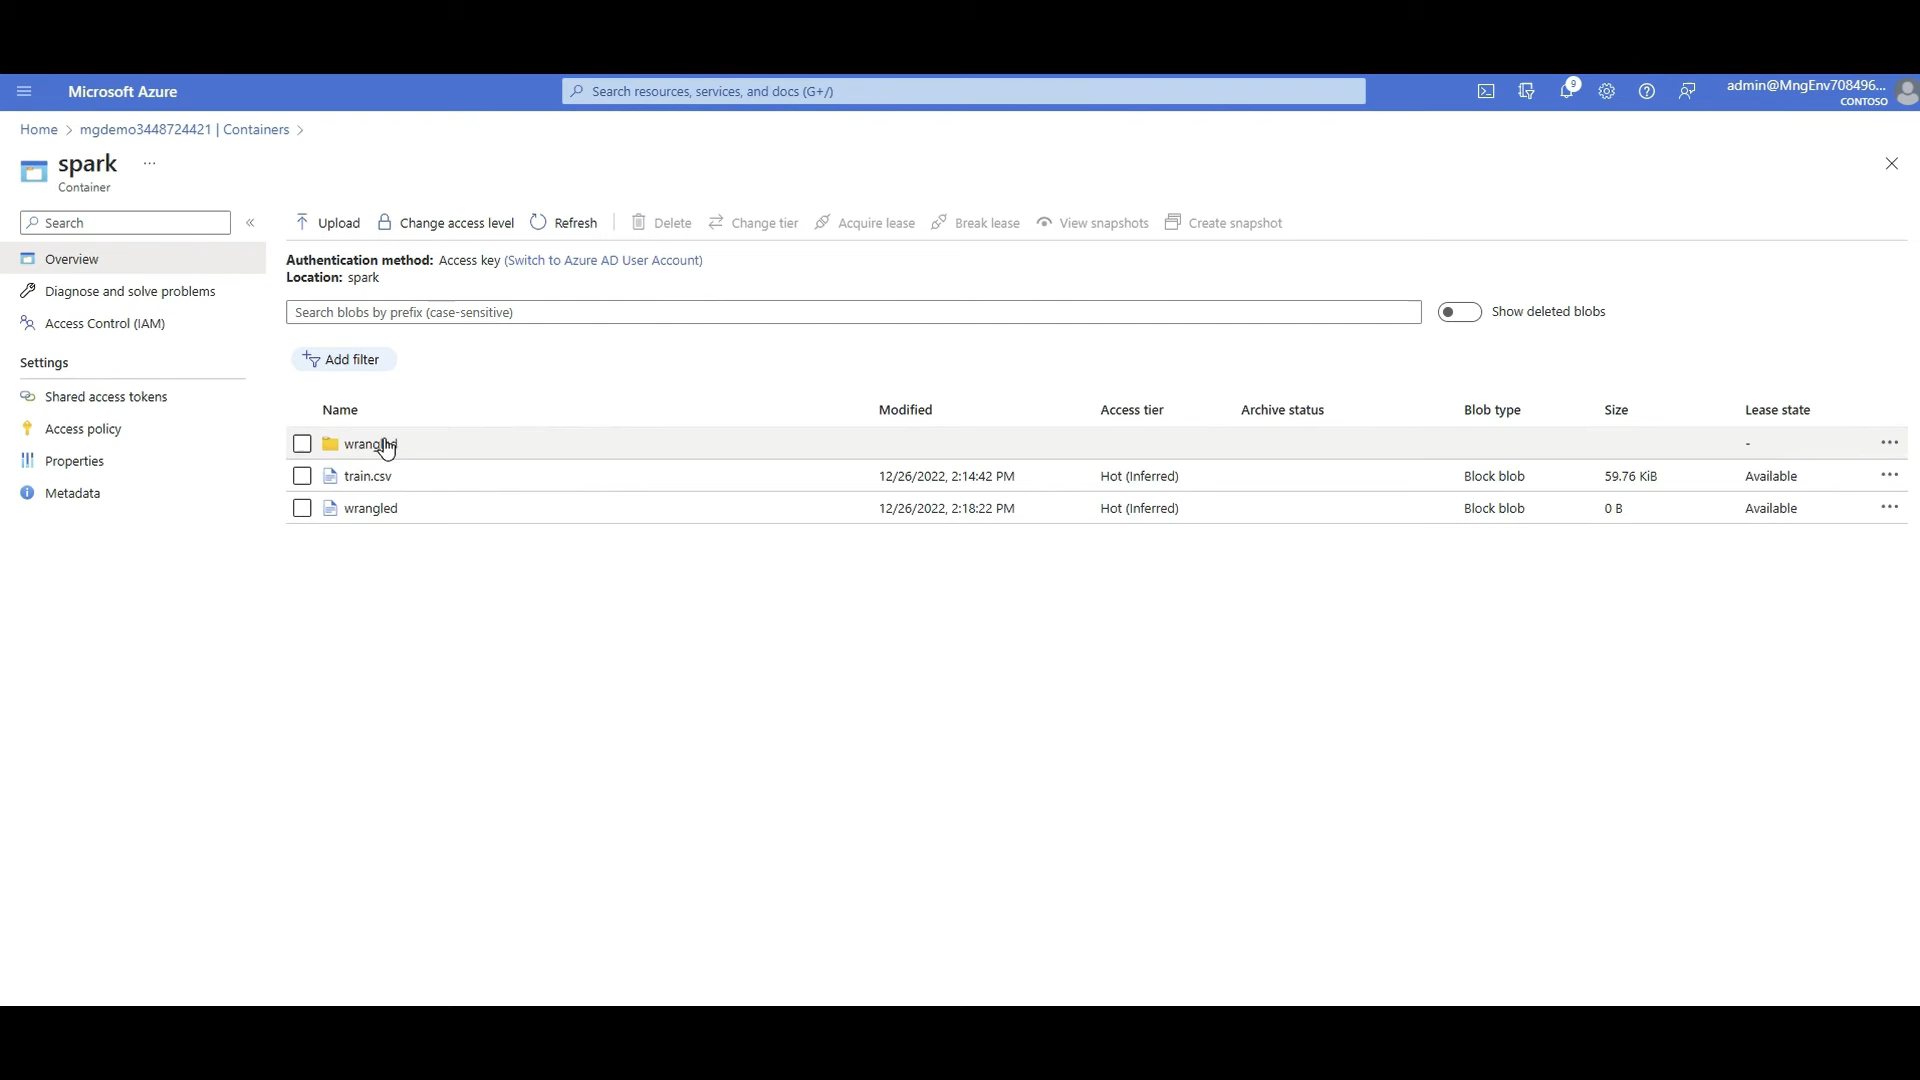 Microsoft Azure
Search resources, services, and docs (G+/)
9
admin@MngEnv708496...
CONTOSO
Home > mgdemo3448724421 | Containers >
spark ...
Container
Search
«
Upload Change access level Refresh Delete Change tier Acquire lease Break lease View snapshots Create snapshot
Overview
Diagnose and solve problems
Access Control (IAM)
Settings
Shared access tokens
Access policy
Properties
Metadata
Authentication method: Access key (Switch to Azure AD User Account)
Location: spark
Search blobs by prefix (case-sensitive)
Show deleted blobs
Add filter
Name Modified Access tier Archive status Blob type Size Lease state
- ...
train.csv 12/26/2022, 2:14:42 PM Hot (Inferred) Block blob 59.76 KiB Available ...
wrangled 12/26/2022, 2:18:22 PM Hot (Inferred) Block blob 0 B Available ...